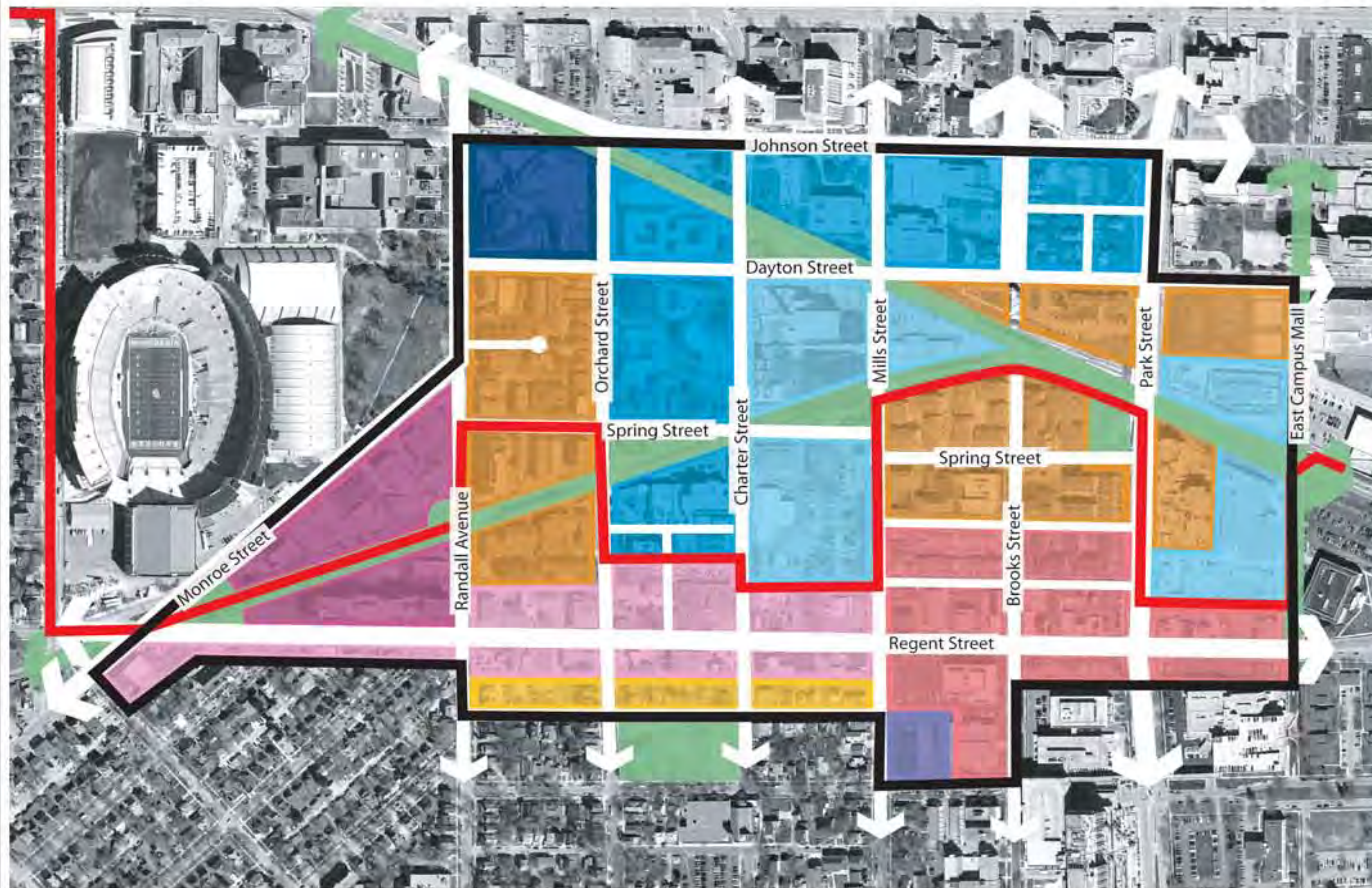 Johnson Street
Dayton Street
Orchard Street
Mills Street
Park Street
East Campus Mall
Spring Street
Charter Street
Spring Street
Randall Avenue
Brooks Street
Monroe Street
Regent Street